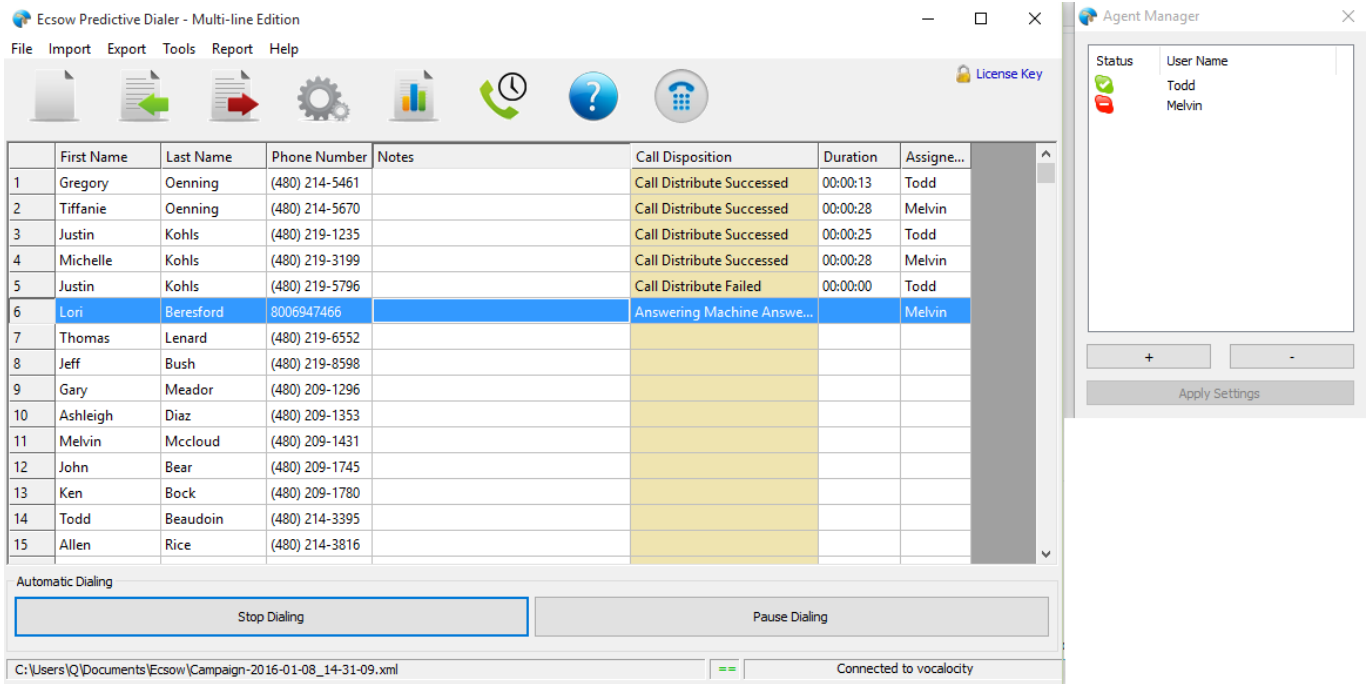 Ecsow Predictive Dialer - Multi-line Edition
File Import Export Tools Report Help
License Key
First Name Last Name Phone Number Notes Call Disposition Duration Assigne...
1 Gregory Oenning (480) 214-5461 Call Distribute Successed 00:00:13 Todd
2 Tiffanie Oenning (480) 214-5670 Call Distribute Successed 00:00:28 Melvin
3 Justin Kohls (480) 219-1235 Call Distribute Successed 00:00:25 Todd
4 Michelle Kohls (480) 219-3199 Call Distribute Successed 00:00:28 Melvin
5 Justin Kohls (480) 219-5796 Call Distribute Failed 00:00:00 Todd
6 Lori Beresford 8006947466 Answering Machine Answe... Melvin
7 Thomas Lenard (480) 219-6552
8 Jeff Bush (480) 219-8598
9 Gary Meador (480) 209-1296
10 Ashleigh Diaz (480) 209-1353
11 Melvin Mccloud (480) 209-1431
12 John Bear (480) 209-1745
13 Ken Bock (480) 209-1780
14 Todd Beaudoin (480) 214-3395
15 Allen Rice (480) 214-3816
Automatic Dialing
Stop Dialing Pause Dialing
C:\Users\Q\Documents\Ecsow\Campaign-2016-01-08_14-31-09.xml == Connected to vocalocity
Agent Manager
Status User Name
Todd
Melvin
+ -
Apply Settings